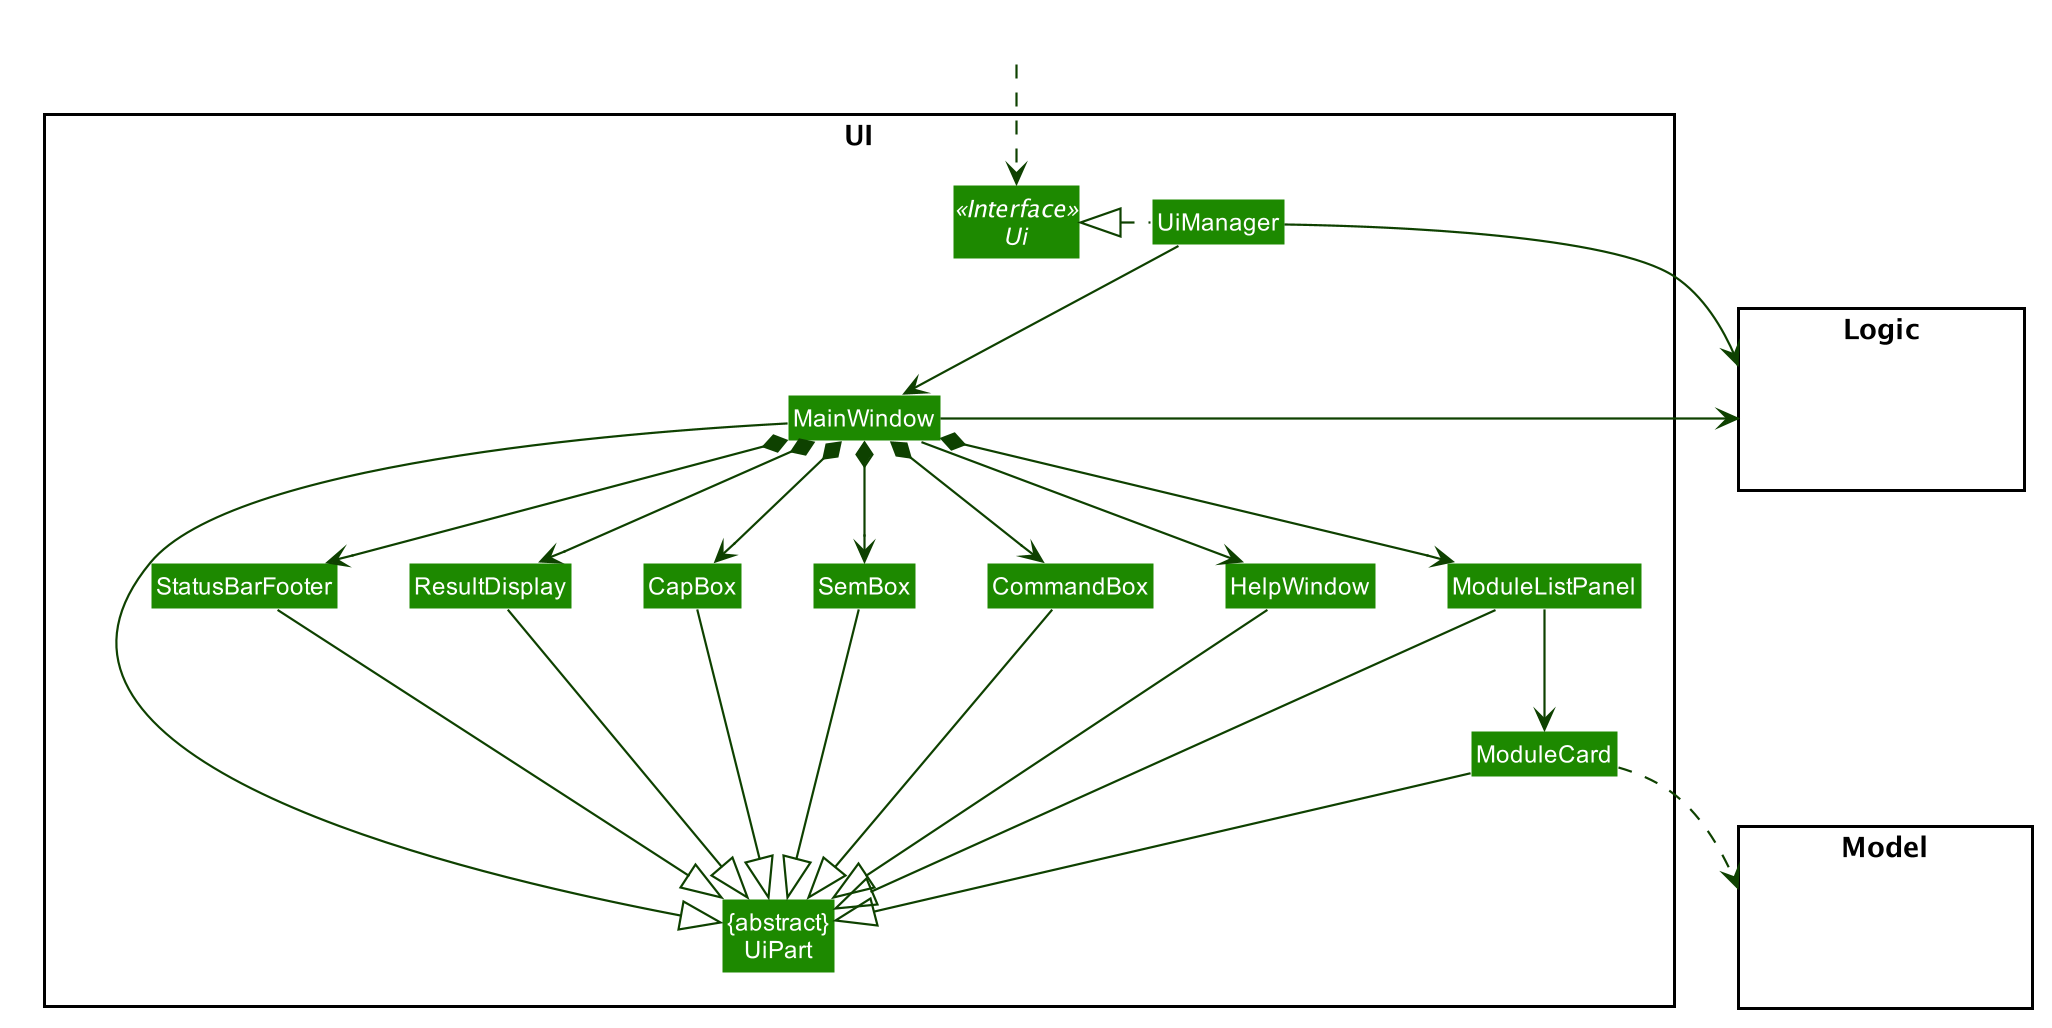 UI
«Interface»
Ui
UiManager
Logic
MainWindow
StatusBarFooter
ResultDisplay
CapBox
SemBox
CommandBox
HelpWindow
ModuleListPanel
ModuleCard
Model
{abstract}
UiPart